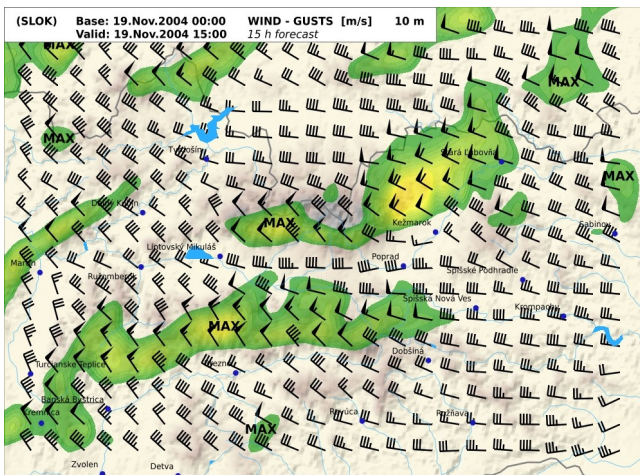 (SLOK) Base: 19.Nov.2004 00:00 WIND - GUSTS [m/s] 10 m
Valid: 19.Nov.2004 15:00 15 h forecast
MAX
MAX
MAX
Tvrdošín
Stará Ľubovňa
MAX
Dolný Kubín
MAX
Kežmarok
Sabinov
Liptovský Mikuláš
Martin
Ružomberok
Poprad
Spišské Podhradie
Spišská Nová Ves
Krompachy
MAX
Dobšiná
Turčianske Teplice
Brezno
Banská Bystrica
Kremnica
Revúca
Rožňava
MAX
Zvolen
Detva